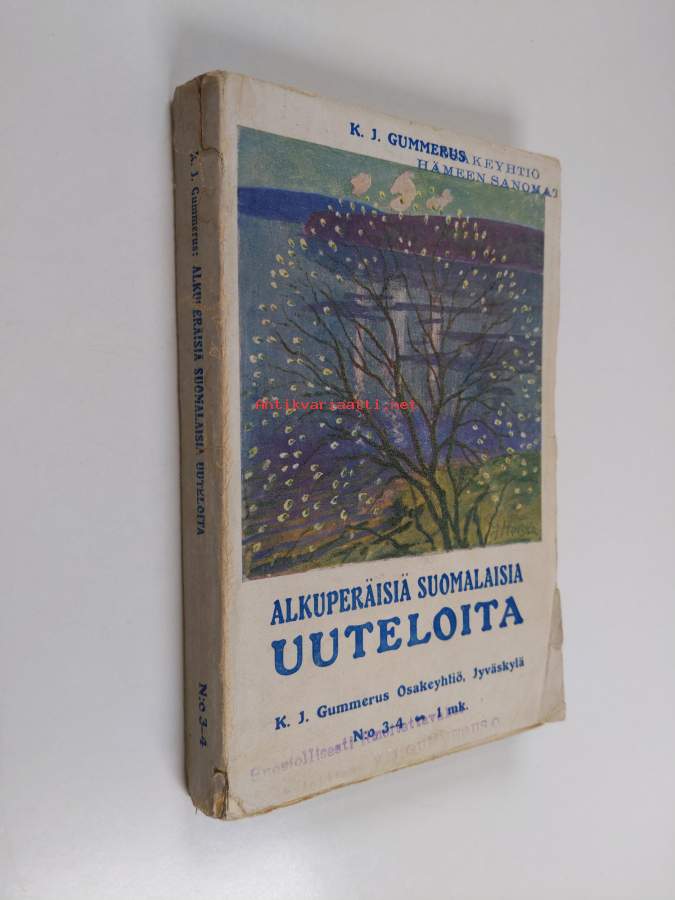 K. J. GUMMERUS
HÄMEEN SANOMAT
Antikvariaatti.net
ALKUPERÄISIÄ SUOMALAISIA
UUTELOITA
K. J. Gummerus Osakeyhtiö, Jyväskylä
N:o 3-4 1 mk.
K. J. Gummerus: ALKUPERÄISIÄ SUOMALAISIA UUTELOITA
N:o 3-4